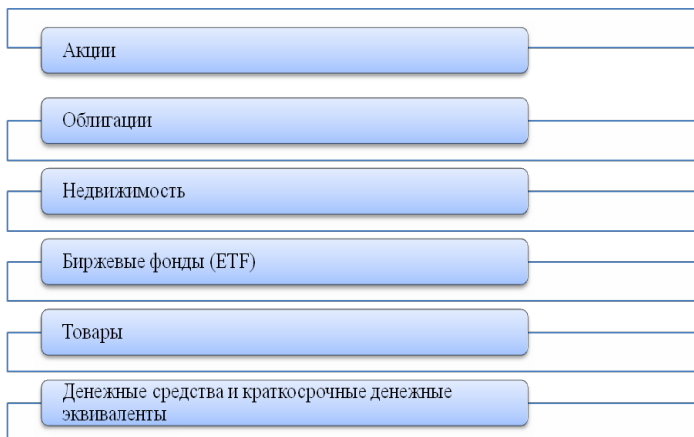 Акции
Облигации
Недвижимость
Биржевые фонды (ETF)
Товары
Денежные средства и краткосрочные денежные
эквиваленты